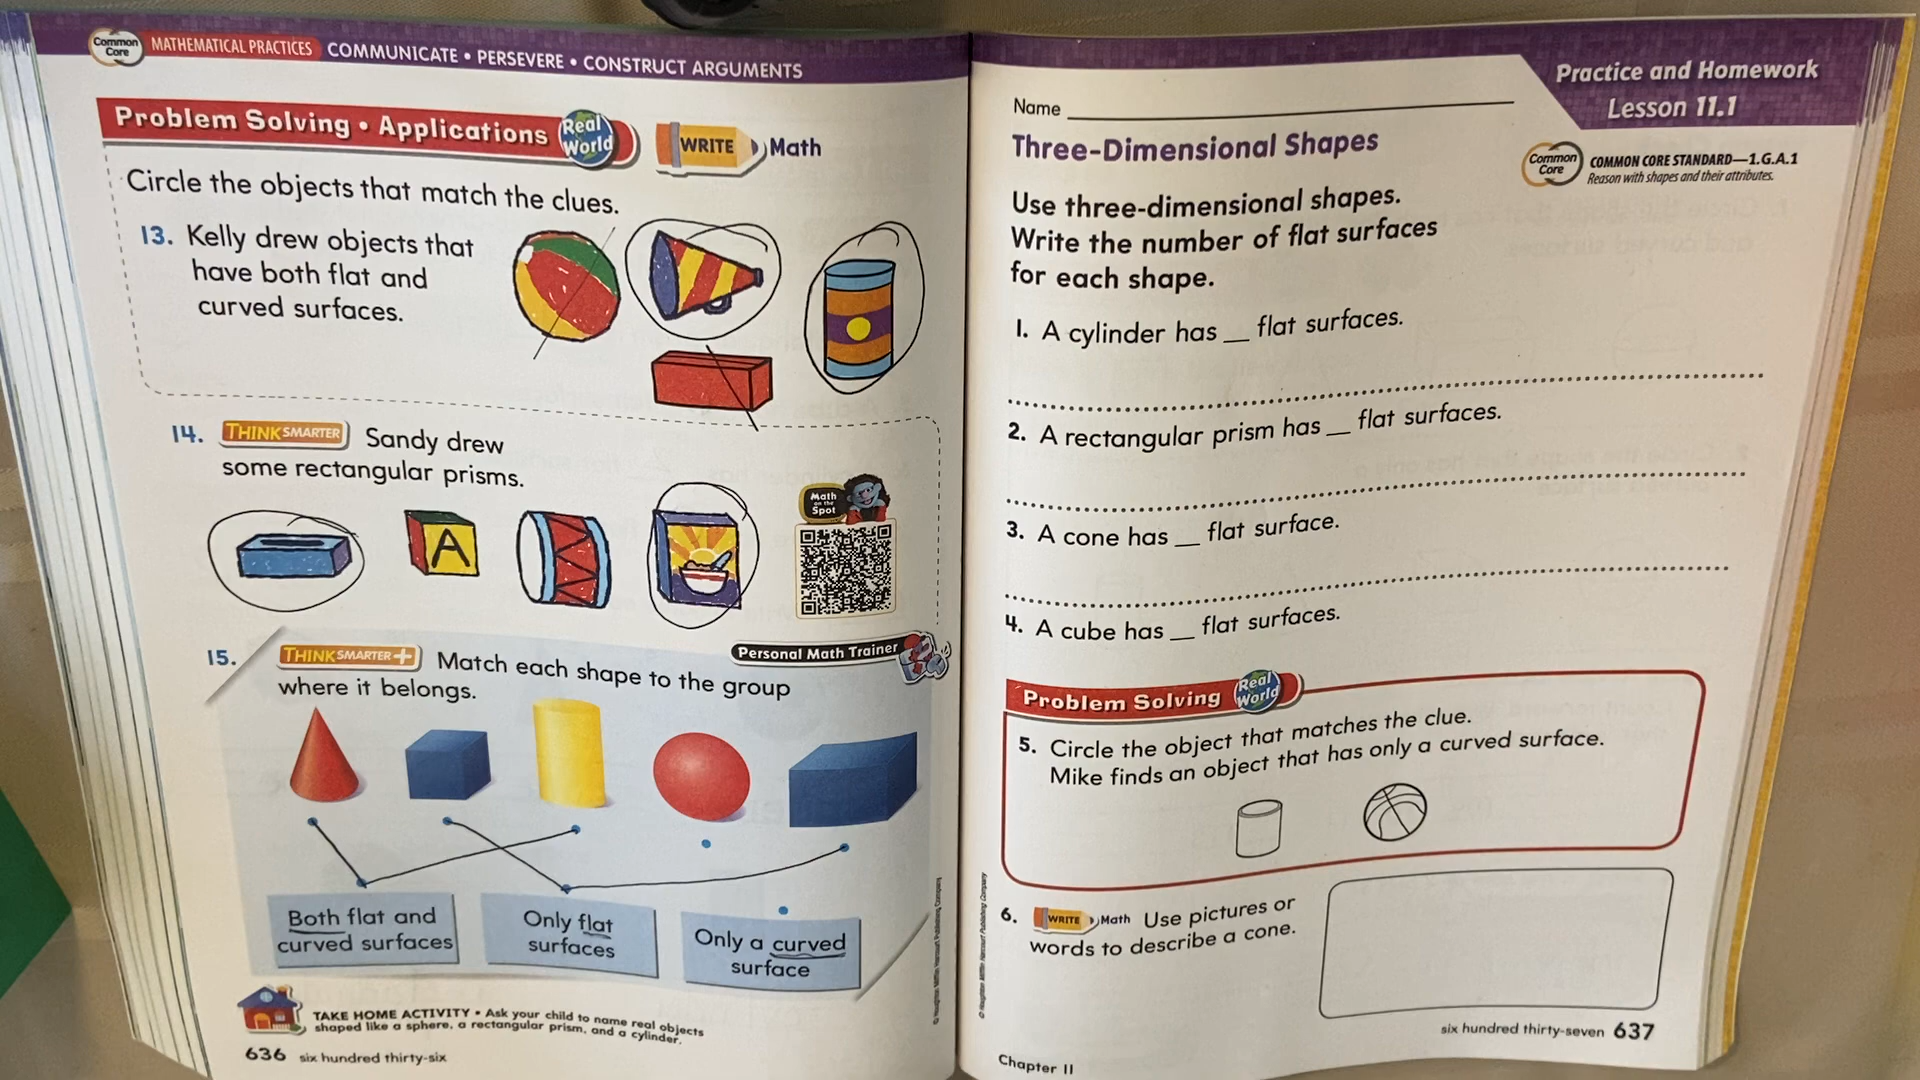 Common Core MATHEMATICAL PRACTICES COMMUNICATE • PERSEVERE • CONSTRUCT ARGUMENTS
Problem Solving • Applications Real World WRITE Math
Circle the objects that match the clues.
13. Kelly drew objects that
have both flat and
curved surfaces.
14. THINK SMARTER Sandy drew
some rectangular prisms.
Math on the Spot
A
15. THINK SMARTER + Match each shape to the group
where it belongs.
Personal Math Trainer
Both flat and
curved surfaces
Only flat
surfaces
Only a curved
surface
TAKE HOME ACTIVITY • Ask your child to name real objects
shaped like a sphere, a rectangular prism, and a cylinder.
636 six hundred thirty-six
© Houghton Mifflin Harcourt Publishing Company
Practice and Homework
Lesson 11.1
Name
Three-Dimensional Shapes
Common Core COMMON CORE STANDARD—1.G.A.1
Reason with shapes and their attributes.
Use three-dimensional shapes.
Write the number of flat surfaces
for each shape.
1. A cylinder has __ flat surfaces.
2. A rectangular prism has __ flat surfaces.
3. A cone has __ flat surface.
4. A cube has __ flat surfaces.
Problem Solving Real World
5. Circle the object that matches the clue.
Mike finds an object that has only a curved surface.
6. WRITE Math Use pictures or
words to describe a cone.
© Houghton Mifflin Harcourt Publishing Company
Chapter 11
six hundred thirty-seven 637